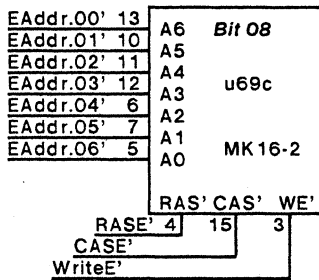 EAddr.00' 13 A6 Bit 08
EAddr.01' 10 A5
EAddr.02' 11 A4
EAddr.03' 12 A3 u69c
EAddr.04' 6 A2
EAddr.05' 7 A1
EAddr.06' 5 A0 MK16-2
RAS' CAS' WE'
RASE' 4 15 3
CASE'
WriteE'